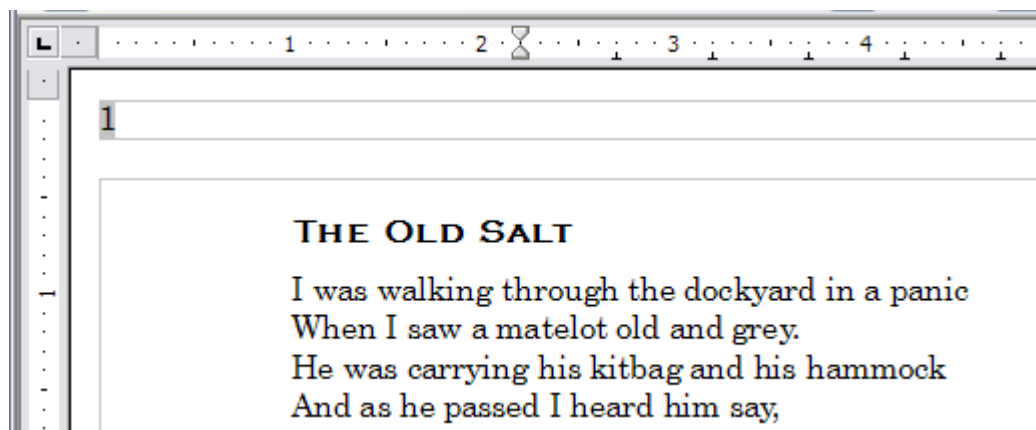 1 2 3 4
1
1
The Old Salt
I was walking through the dockyard in a panic
When I saw a matelot old and grey.
He was carrying his kitbag and his hammock
And as he passed I heard him say,